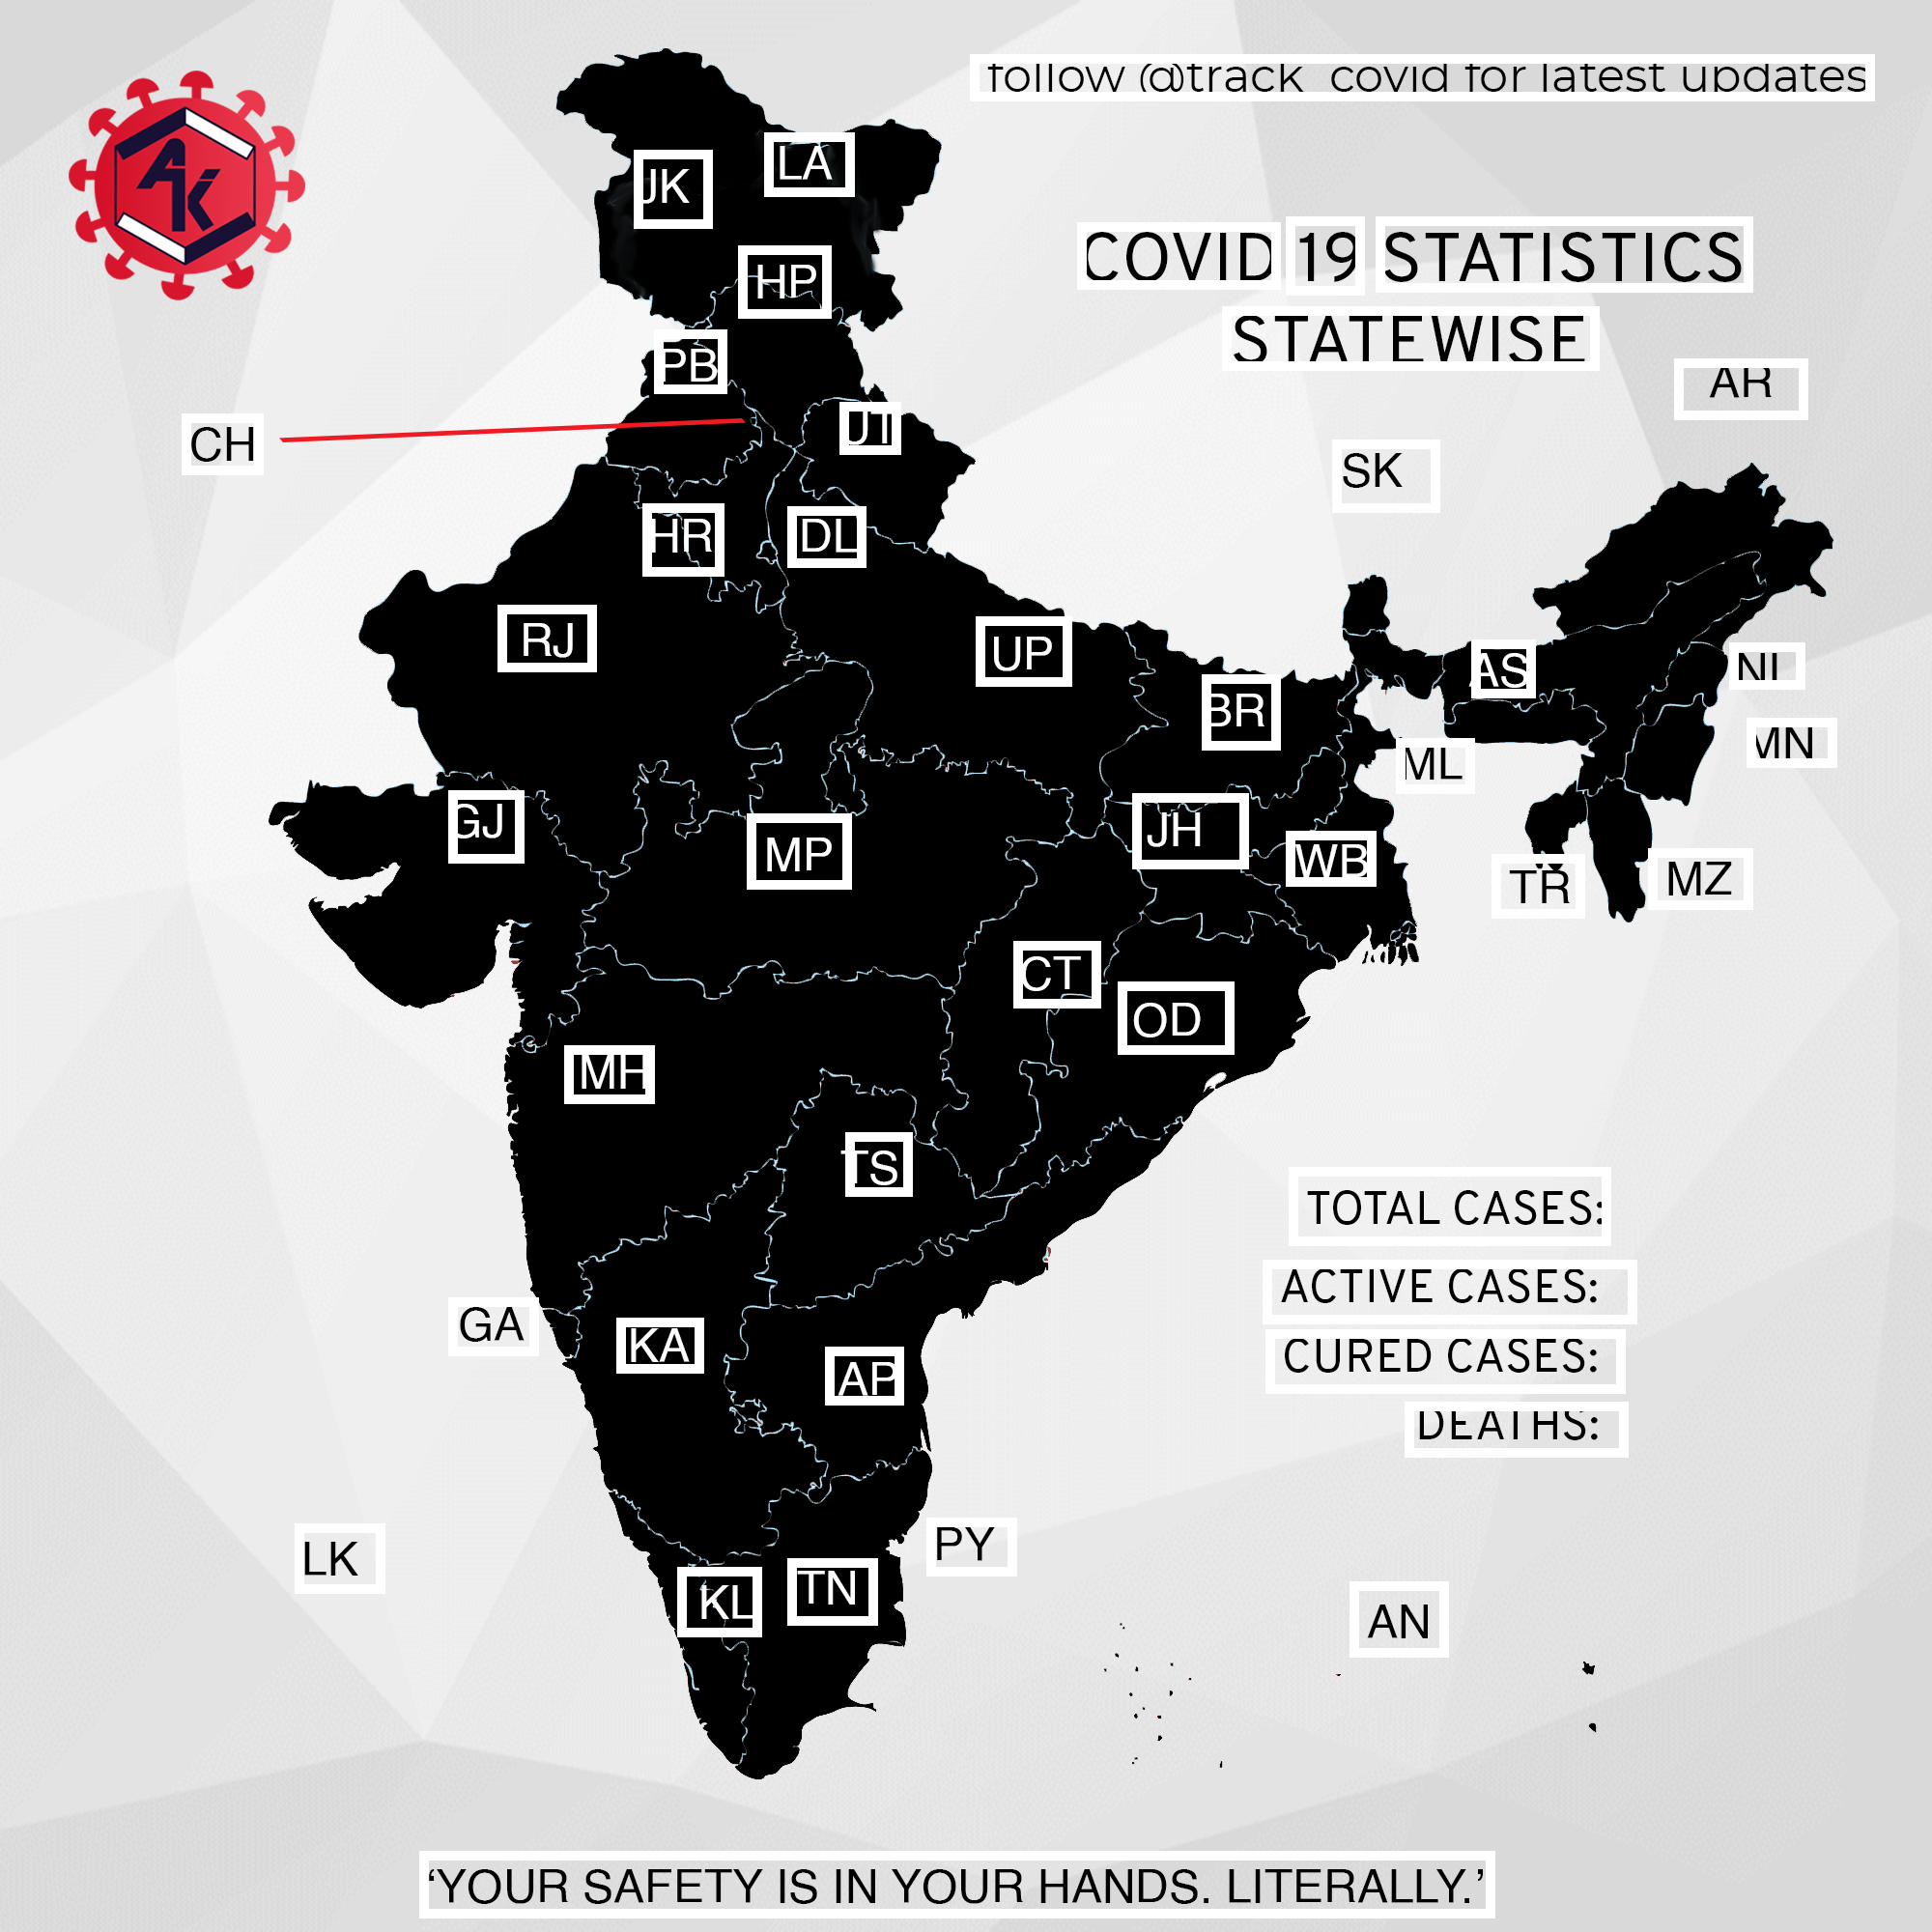 follow @track_covid for latest updates
AK
LA
JK
COVID 19 STATISTICS
HP
STATEWISE
PB
AR
UT
CH
SK
HR
DL
RJ
UP
AS
NL
BR
MN
ML
GJ
JH
MP
WB
TR
MZ
CT
OD
MH
TS
TOTAL CASES:
ACTIVE CASES:
GA
KA
CURED CASES:
AP
DEATHS:
PY
LK
TN
KL
AN
‘YOUR SAFETY IS IN YOUR HANDS. LITERALLY.’